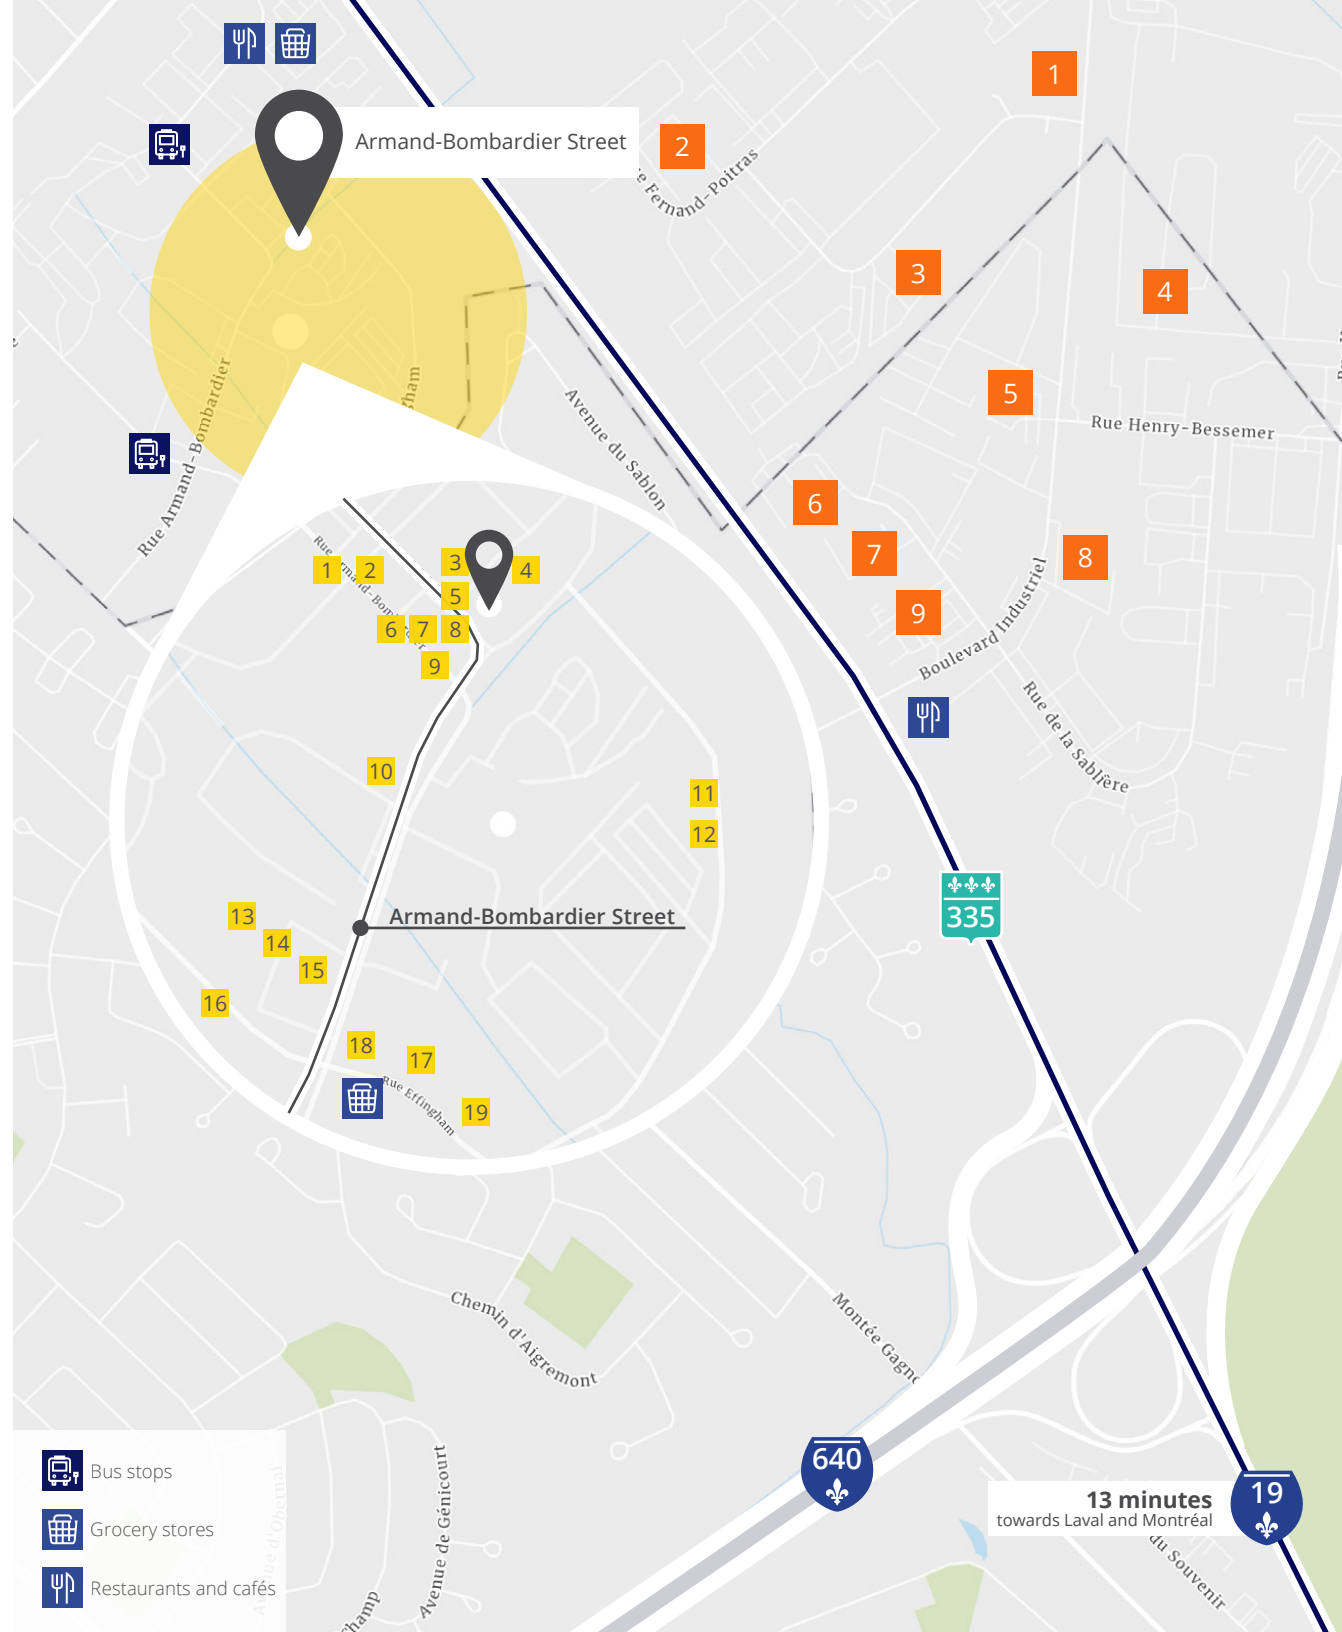 1
Armand-Bombardier Street
2
Fernand-Poitras
3
4
5
Rue Henry-Bessemer
Rue Armand-Bombardier
Avenue du Sablon
6
7
8
9
Boulevard Industriel
Rue de la Sablière
1
2
3
4
5
6
7
8
9
10
11
12
Armand-Bombardier Street
13
14
15
16
18
17
19
Rue Effingham
335
Chemin d'Aigremont
Montée
640
13 minutes
towards Laval and Montréal
19
du Souvenir
Avenue de Génicourt
Bus stops
Grocery stores
Restaurants and cafés